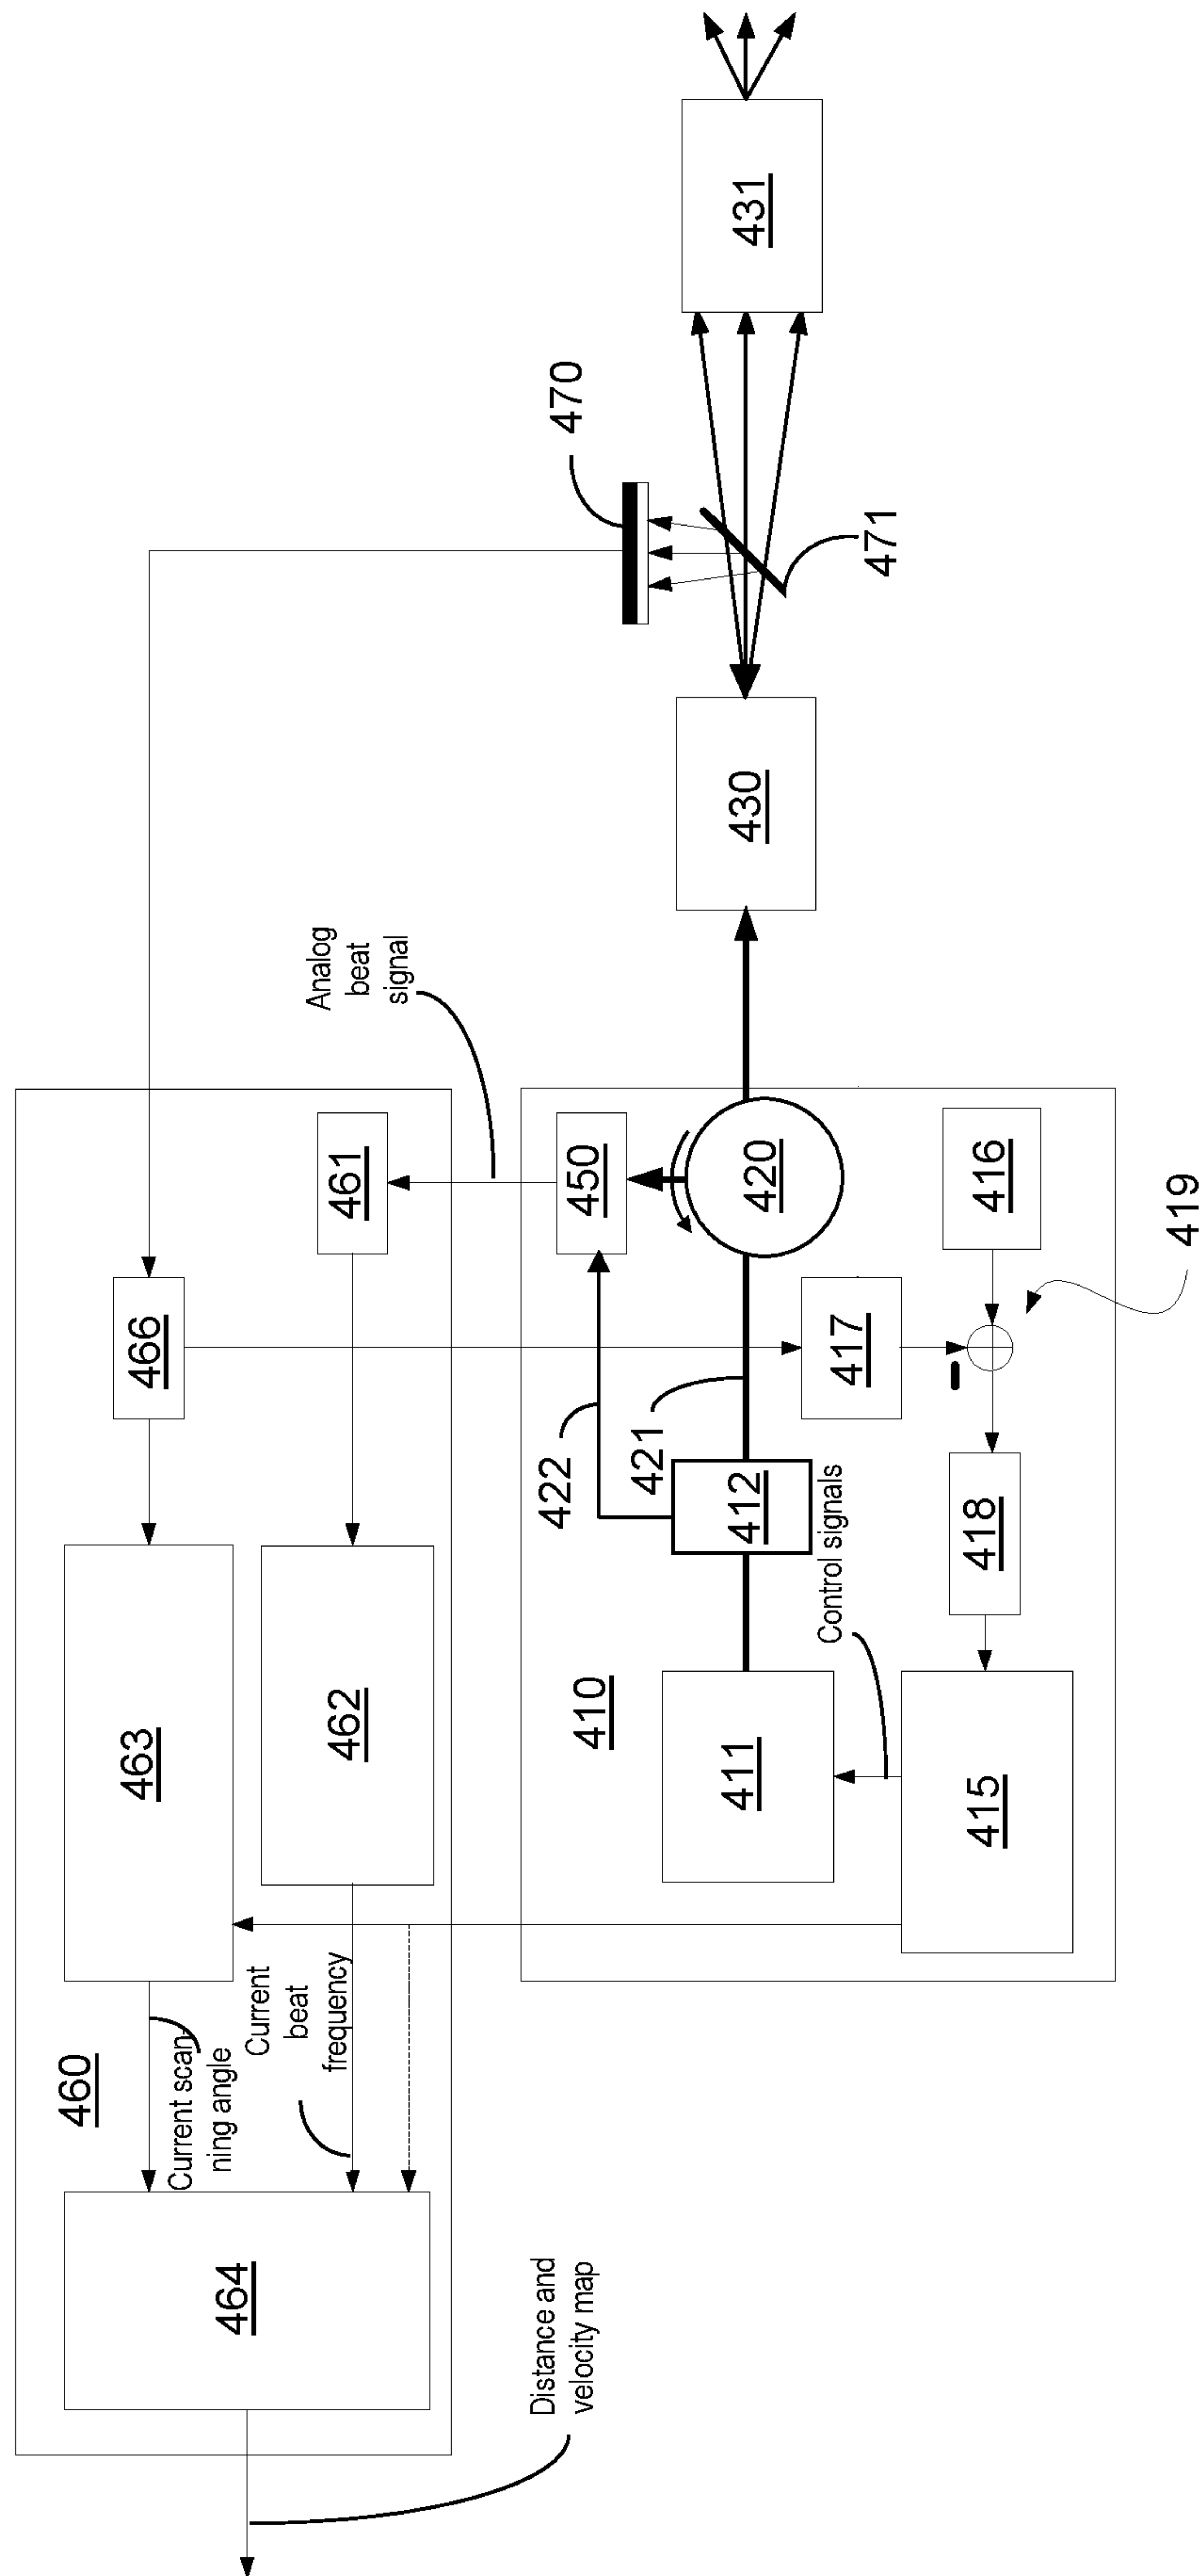 460
464
463
466
462
461
Current scan-
ning angle
Current
beat
frequency
Distance and
velocity map
Analog
beat
signal
410
411
412
415
Control signals
418
417
416
419
420
421
422
450
430
470
471
431